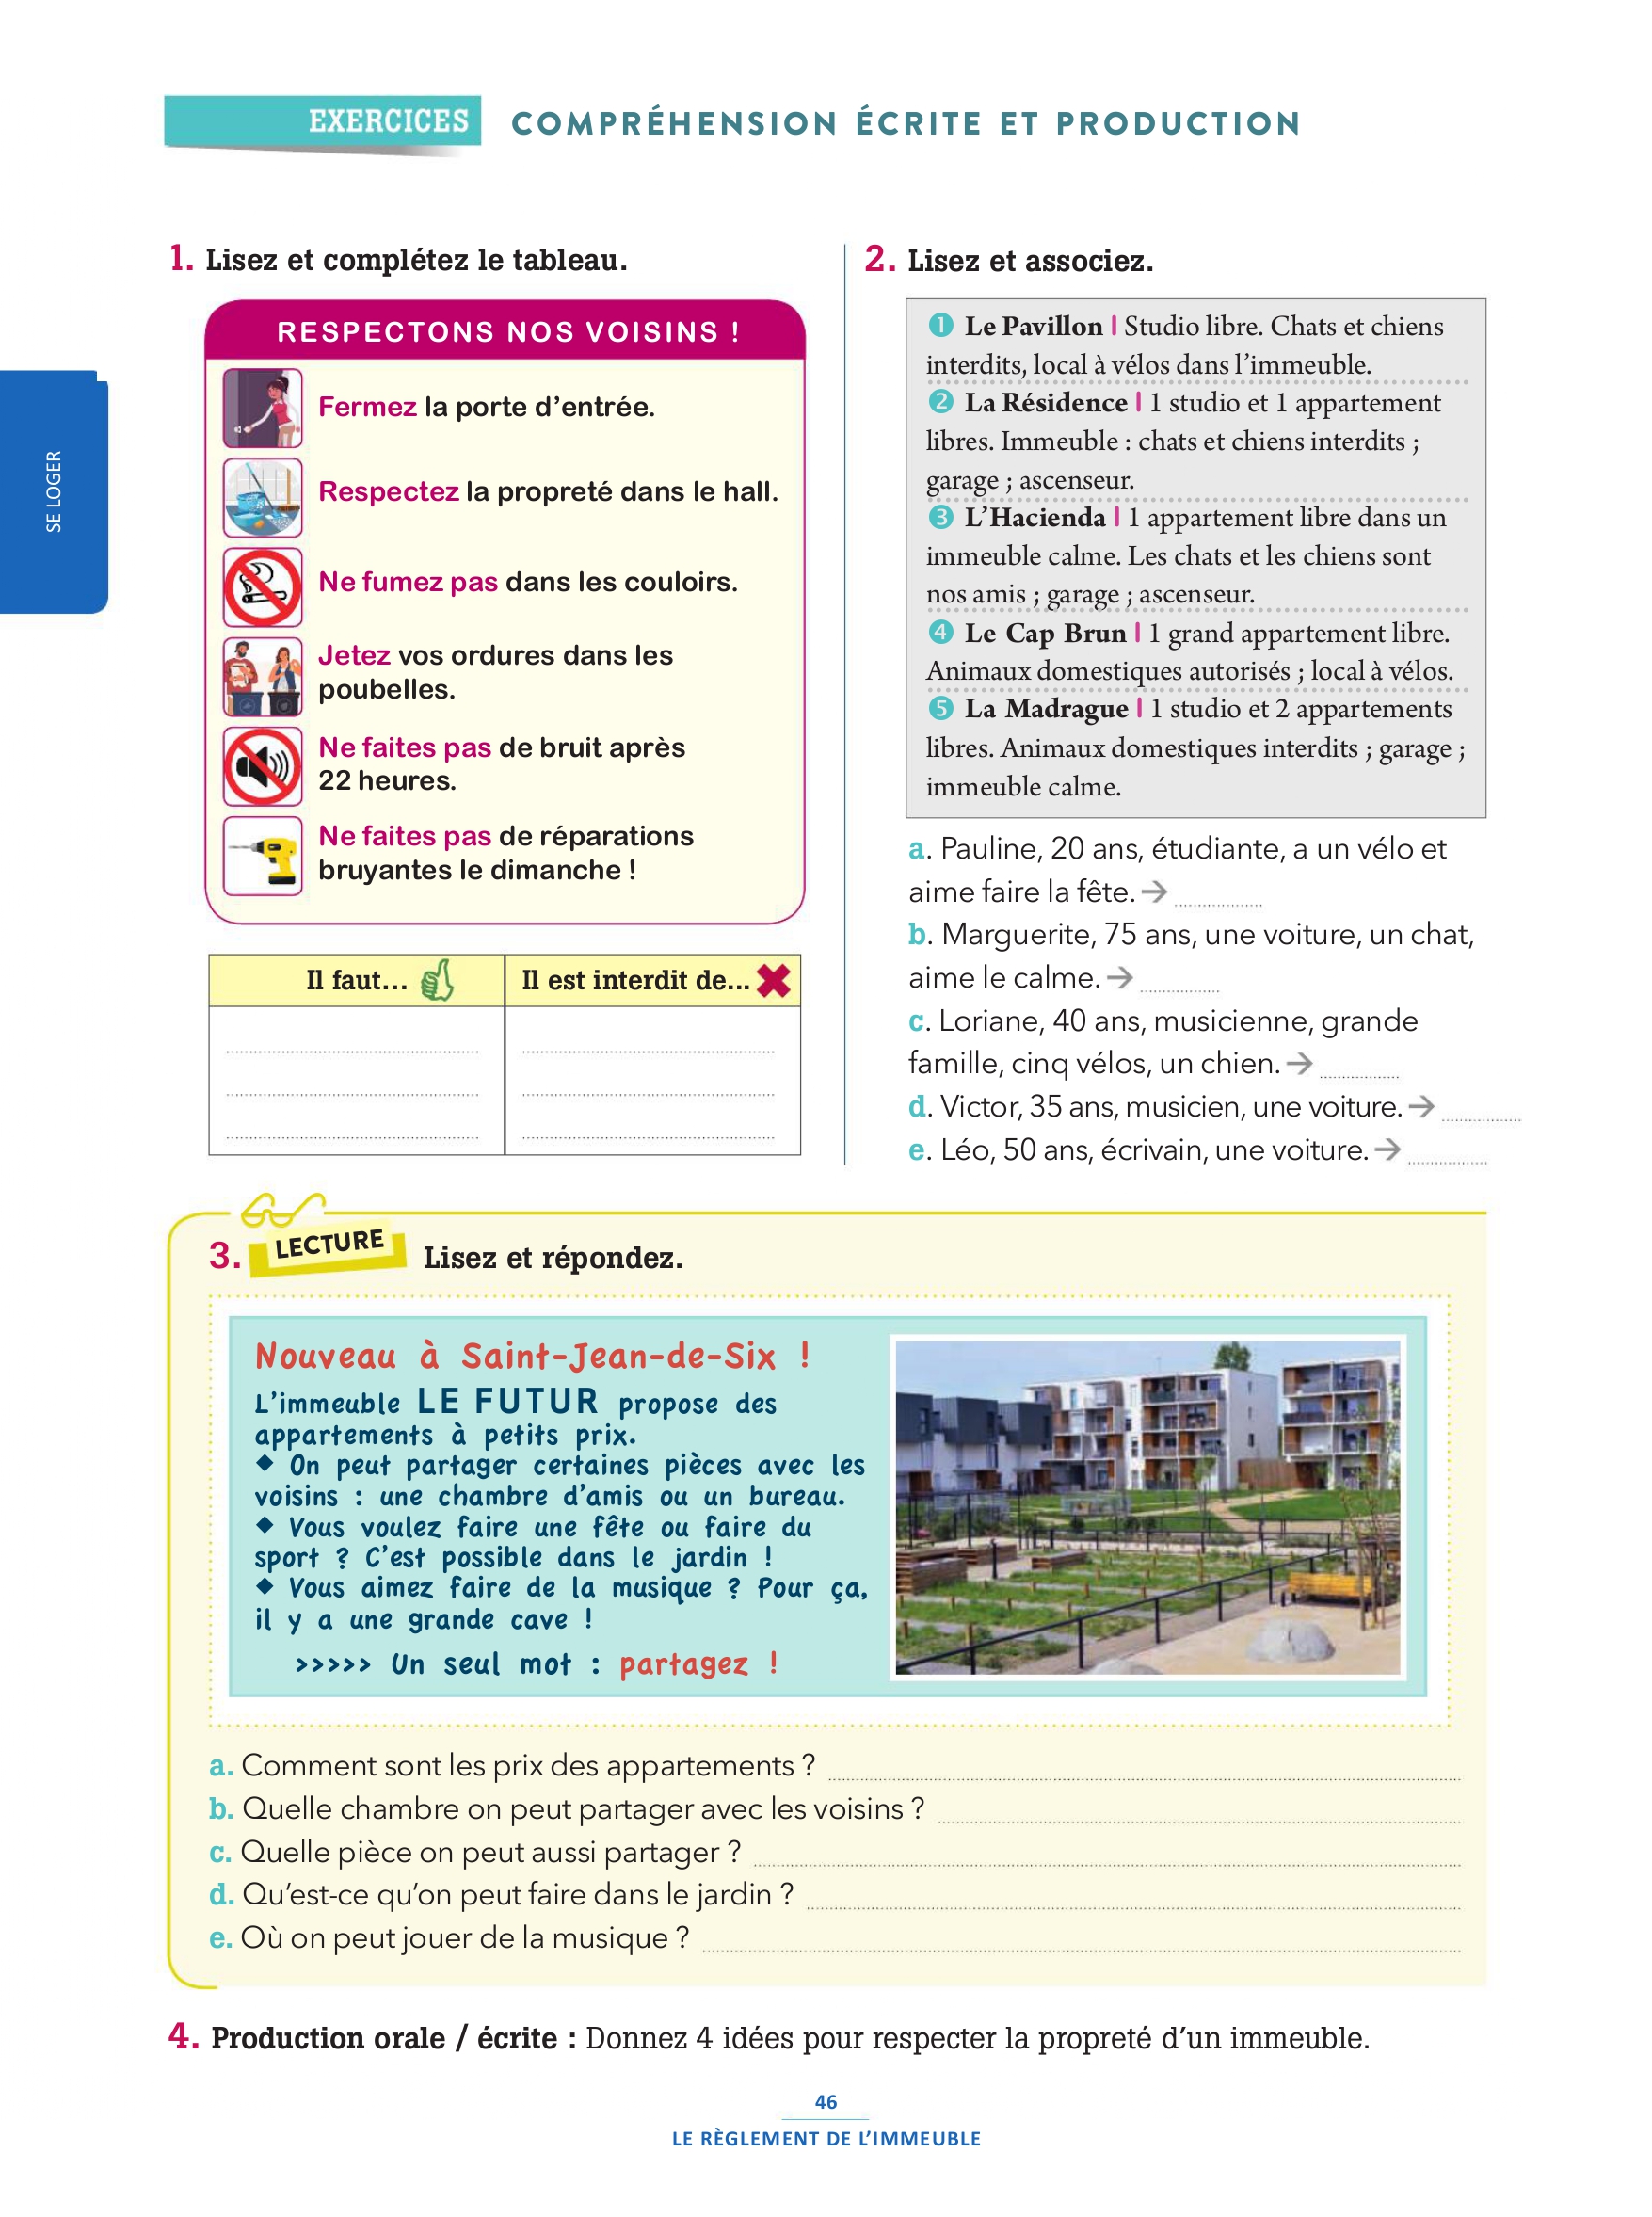 EXERCICES COMPRÉHENSION ÉCRITE ET PRODUCTION
SE LOGER
1. Lisez et complétez le tableau.
RESPECTONS NOS VOISINS !
Fermez la porte d'entrée.
Respectez la propreté dans le hall.
Ne fumez pas dans les couloirs.
Jetez vos ordures dans les
poubelles.
Ne faites pas de bruit après
22 heures.
Ne faites pas de réparations
bruyantes le dimanche !
Il faut... Il est interdit de...
2. Lisez et associez.
1 Le Pavillon | Studio libre. Chats et chiens
interdits, local à vélos dans l'immeuble.
2 La Résidence | 1 studio et 1 appartement
libres. Immeuble : chats et chiens interdits ;
garage ; ascenseur.
3 L'Hacienda | 1 appartement libre dans un
immeuble calme. Les chats et les chiens sont
nos amis ; garage ; ascenseur.
4 Le Cap Brun | 1 grand appartement libre.
Animaux domestiques autorisés ; local à vélos.
5 La Madrague | 1 studio et 2 appartements
libres. Animaux domestiques interdits ; garage ;
immeuble calme.
a. Pauline, 20 ans, étudiante, a un vélo et
aime faire la fête. →
b. Marguerite, 75 ans, une voiture, un chat,
aime le calme. →
c. Loriane, 40 ans, musicienne, grande
famille, cinq vélos, un chien. →
d. Victor, 35 ans, musicien, une voiture. →
e. Léo, 50 ans, écrivain, une voiture. →
3. LECTURE Lisez et répondez.
Nouveau à Saint-Jean-de-Six !
L'immeuble LE FUTUR propose des
appartements à petits prix.
◆ On peut partager certaines pièces avec les
voisins : une chambre d'amis ou un bureau.
◆ Vous voulez faire une fête ou faire du
sport ? C'est possible dans le jardin !
◆ Vous aimez faire de la musique ? Pour ça,
il y a une grande cave !
>>>>> Un seul mot : partagez !
a. Comment sont les prix des appartements ?
b. Quelle chambre on peut partager avec les voisins ?
c. Quelle pièce on peut aussi partager ?
d. Qu'est-ce qu'on peut faire dans le jardin ?
e. Où on peut jouer de la musique ?
4. Production orale / écrite : Donnez 4 idées pour respecter la propreté d'un immeuble.
46
LE RÈGLEMENT DE L'IMMEUBLE